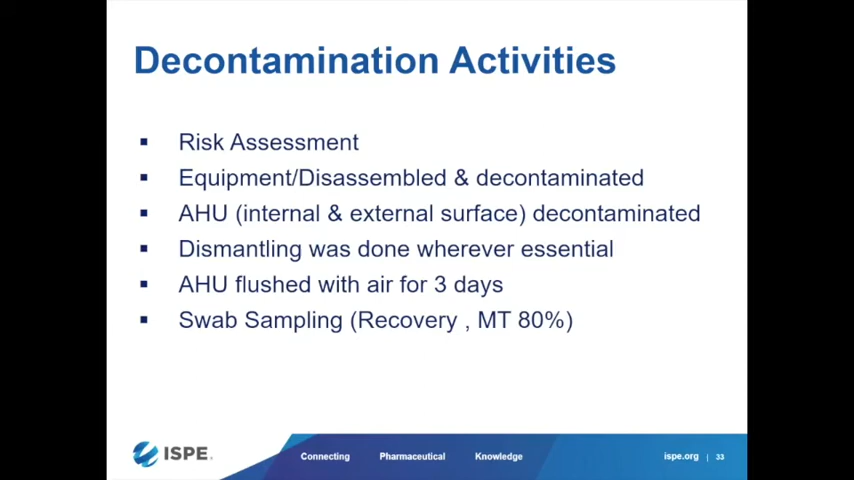 Decontamination Activities
▪ Risk Assessment
▪ Equipment/Disassembled & decontaminated
▪ AHU (internal & external surface) decontaminated
▪ Dismantling was done wherever essential
▪ AHU flushed with air for 3 days
▪ Swab Sampling (Recovery , MT 80%)
ISPE.
Connecting Pharmaceutical Knowledge
ispe.org | 33